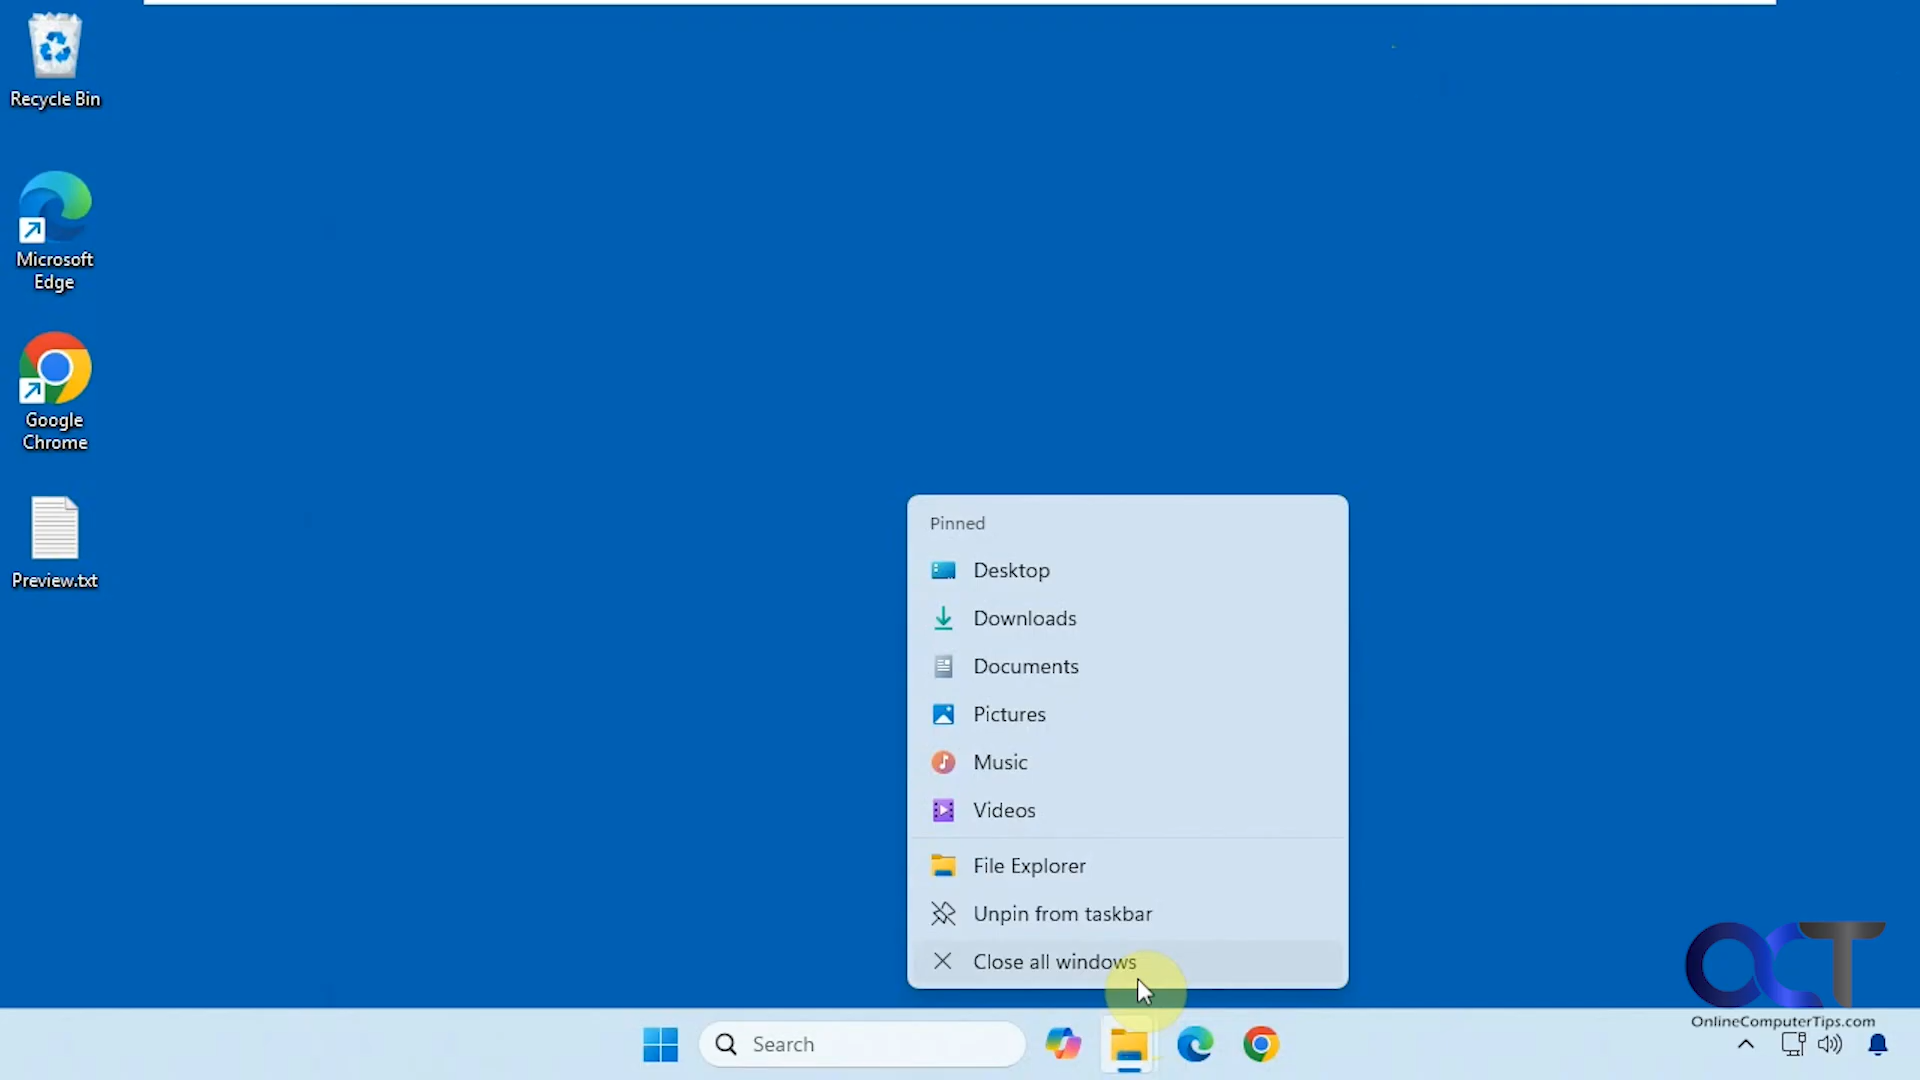 Recycle Bin
Microsoft
Edge
Google
Chrome
Preview.txt
Pinned
Desktop
Downloads
Documents
Pictures
Music
Videos
File Explorer
Unpin from taskbar
Close all windows
Search
OCT
OnlineComputerTips.com